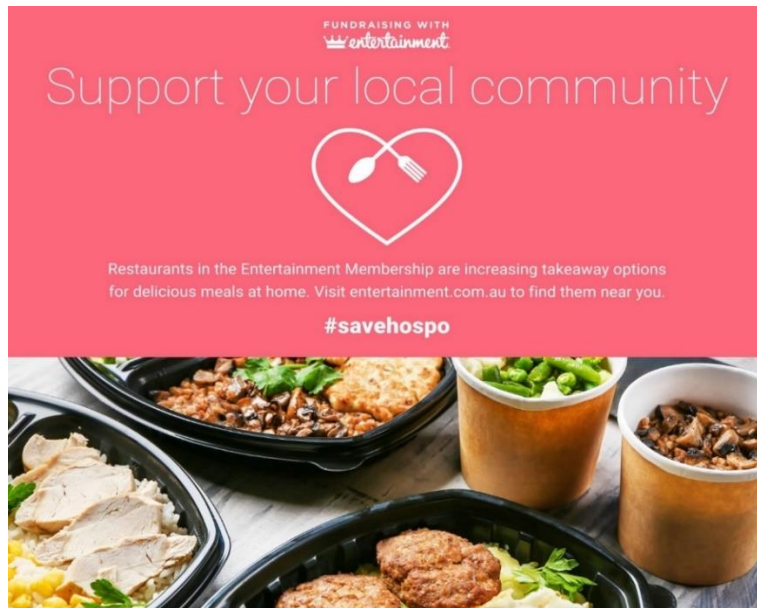 FUNDRAISING WITH
entertainment
Support your local community
Restaurants in the Entertainment Membership are increasing takeaway options
for delicious meals at home. Visit entertainment.com.au to find them near you.
#savehospo